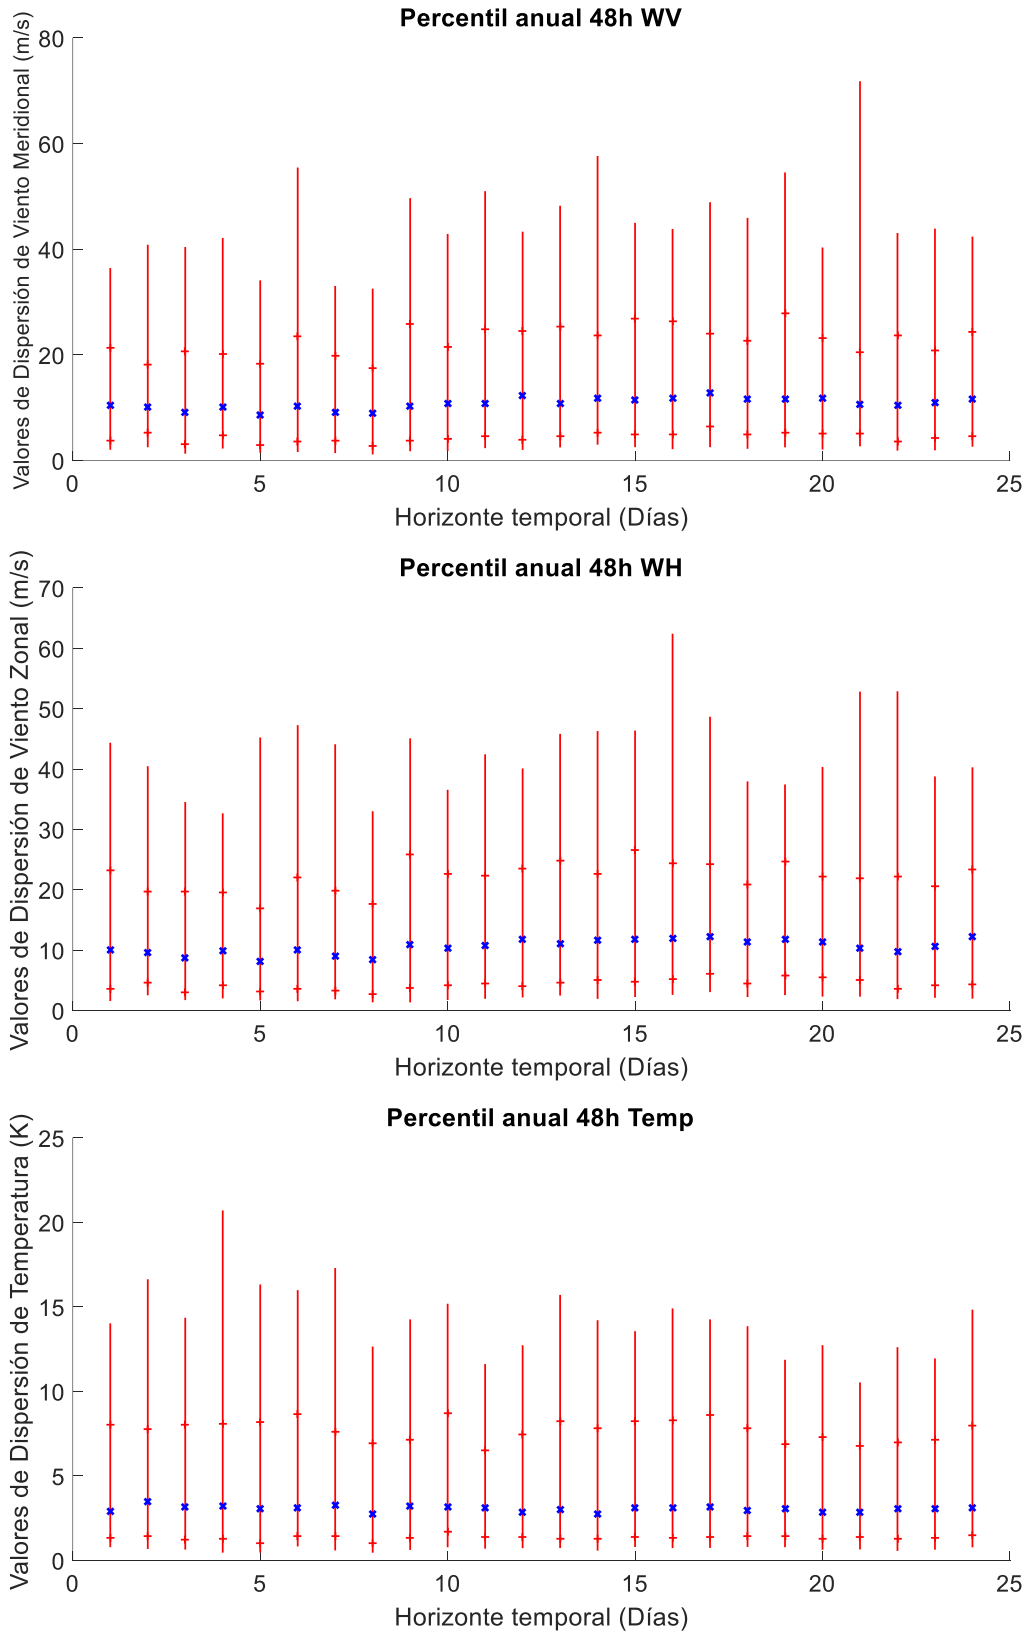 Percentil anual 48h WV
Valores de Dispersión de Viento Meridional (m/s)
80
60
40
20
0
0 5 10 15 20 25
Horizonte temporal (Días)
Percentil anual 48h WH
Valores de Dispersión de Viento Zonal (m/s)
70
60
50
40
30
20
10
0
0 5 10 15 20 25
Horizonte temporal (Días)
Percentil anual 48h Temp
Valores de Dispersión de Temperatura (K)
25
20
15
10
5
0
0 5 10 15 20 25
Horizonte temporal (Días)